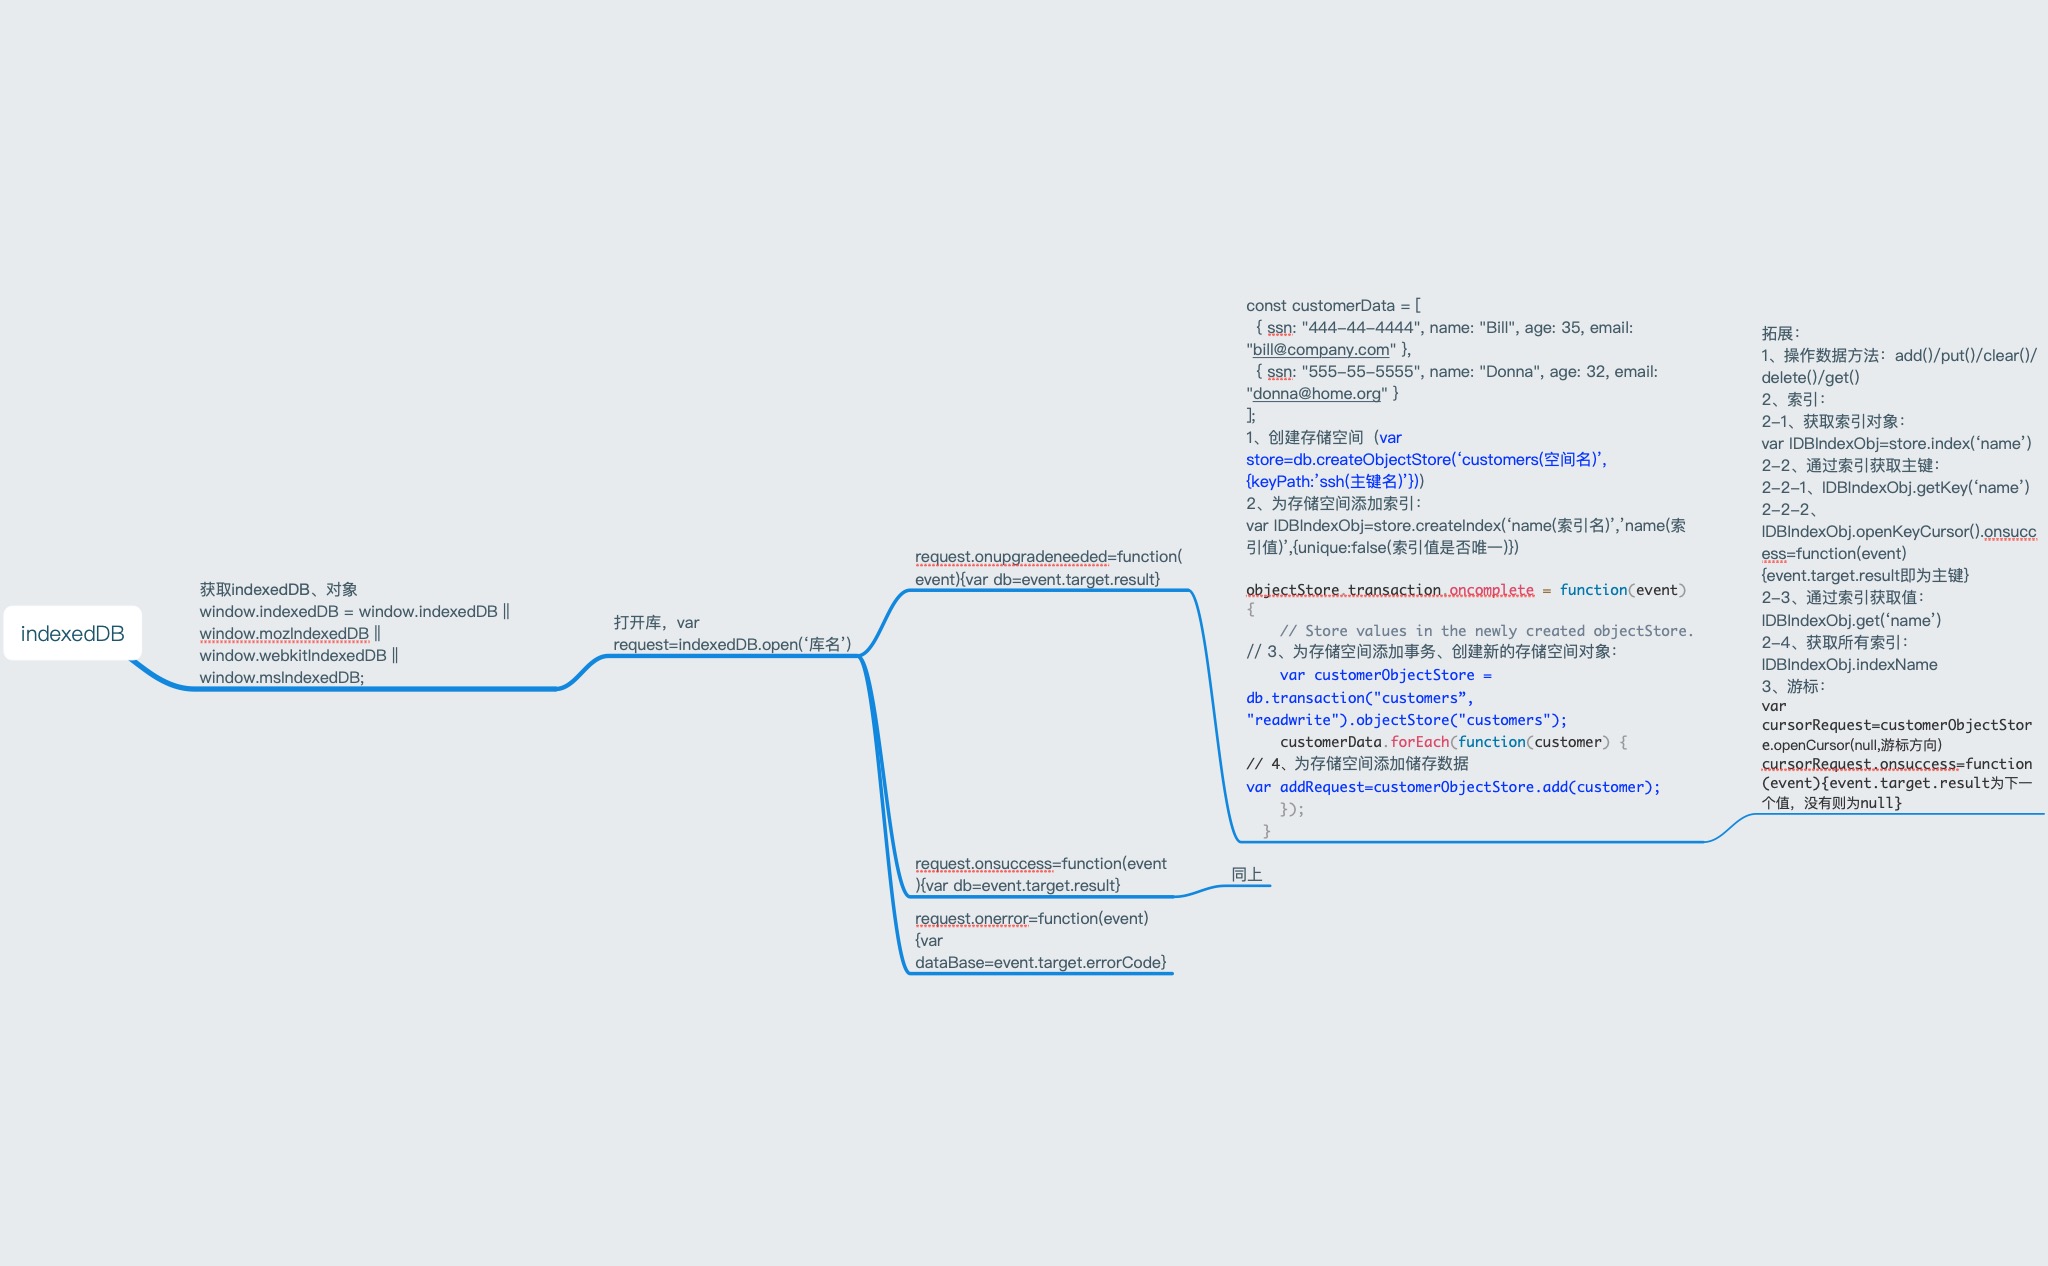 indexedDB
获取indexedDB、对象
window.indexedDB = window.indexedDB ||
window.mozIndexedDB ||
window.webkitIndexedDB ||
window.msIndexedDB;
打开库，var
request=indexedDB.open(‘库名’)
request.onupgradeneeded=function(
event){var db=event.target.result}
const customerData = [
{ ssn: "444-44-4444", name: "Bill", age: 35, email:
"bill@company.com" },
{ ssn: "555-55-5555", name: "Donna", age: 32, email:
"donna@home.org" }
];
1、创建存储空间（var
store=db.createObjectStore(‘customers(空间名)’,
{keyPath:’ssh(主键名)’}))
2、为存储空间添加索引：
var IDBIndexObj=store.createIndex(‘name(索引名)’,’name(索
引值)’,{unique:false(索引值是否唯一)})
objectStore.transaction.oncomplete = function(event)
{
// Store values in the newly created objectStore.
// 3、为存储空间添加事务、创建新的存储空间对象：
var customerObjectStore =
db.transaction("customers”,
"readwrite").objectStore("customers");
customerData.forEach(function(customer) {
// 4、为存储空间添加储存数据
var addRequest=customerObjectStore.add(customer);
});
}
拓展：
1、操作数据方法：add()/put()/clear()/
delete()/get()
2、索引：
2-1、获取索引对象：
var IDBIndexObj=store.index(‘name’)
2-2、通过索引获取主键：
2-2-1、IDBIndexObj.getKey(‘name’)
2-2-2、
IDBIndexObj.openKeyCursor().onsucc
ess=function(event)
{event.target.result即为主键}
2-3、通过索引获取值：
IDBIndexObj.get(‘name’)
2-4、获取所有索引：
IDBIndexObj.indexName
3、游标：
var
cursorRequest=customerObjectStor
e.openCursor(null,游标方向)
cursorRequest.onsuccess=function
(event){event.target.result为下一
个值，没有则为null}
request.onsuccess=function(event
){var db=event.target.result}
同上
request.onerror=function(event)
{var
dataBase=event.target.errorCode}